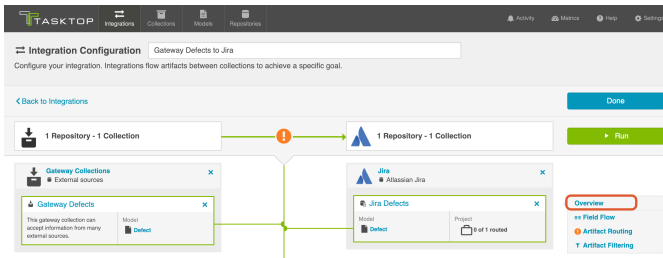 TASKTOP
Integrations
Collections
Models
Repositories
Activity
Metrics
Help
Settings
Integration Configuration
Gateway Defects to Jira
Configure your integration. Integrations flow artifacts between collections to achieve a specific goal.
Back to Integrations
Done
1 Repository - 1 Collection
1 Repository - 1 Collection
Run
Gateway Collections
External sources
Jira
Atlassian Jira
Gateway Defects
This gateway collection can
accept information from many
external sources.
Model
Defect
Jira Defects
Model
Defect
Project
0 of 1 routed
Overview
Field Flow
Artifact Routing
Artifact Filtering